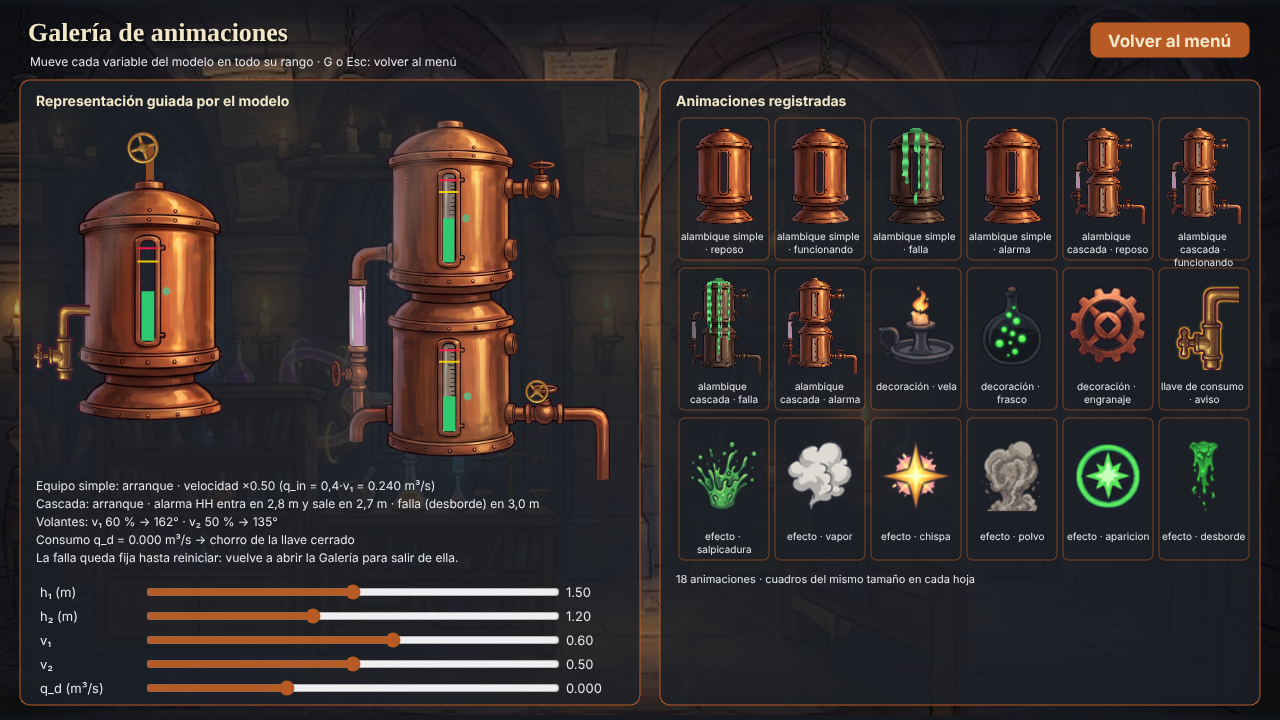 Galería de animaciones
Volver al menú
Mueve cada variable del modelo en todo su rango · G o Esc: volver al menú
Representación guiada por el modelo
Equipo simple: arranque · velocidad ×0.50 (q_in = 0,4·v₁ = 0.240 m³/s)
Cascada: arranque · alarma HH entra en 2,8 m y sale en 2,7 m · falla (desborde) en 3,0 m
Volantes: v₁ 60 % → 162° · v₂ 50 % → 135°
Consumo q_d = 0.000 m³/s → chorro de la llave cerrado
La falla queda fija hasta reiniciar: vuelve a abrir la Galería para salir de ella.
h₁ (m) 1.50
h₂ (m) 1.20
v₁ 0.60
v₂ 0.50
q_d (m³/s) 0.000
Animaciones registradas
alambique simple
· reposo
alambique simple
· funcionando
alambique simple
· falla
alambique simple
· alarma
alambique
cascada · reposo
alambique
cascada ·
funcionando
alambique
cascada · falla
alambique
cascada · alarma
decoración · vela
decoración ·
frasco
decoración ·
engranaje
llave de consumo
· aviso
efecto ·
salpicadura
efecto · vapor
efecto · chispa
efecto · polvo
efecto · aparicion
efecto · desborde
18 animaciones · cuadros del mismo tamaño en cada hoja